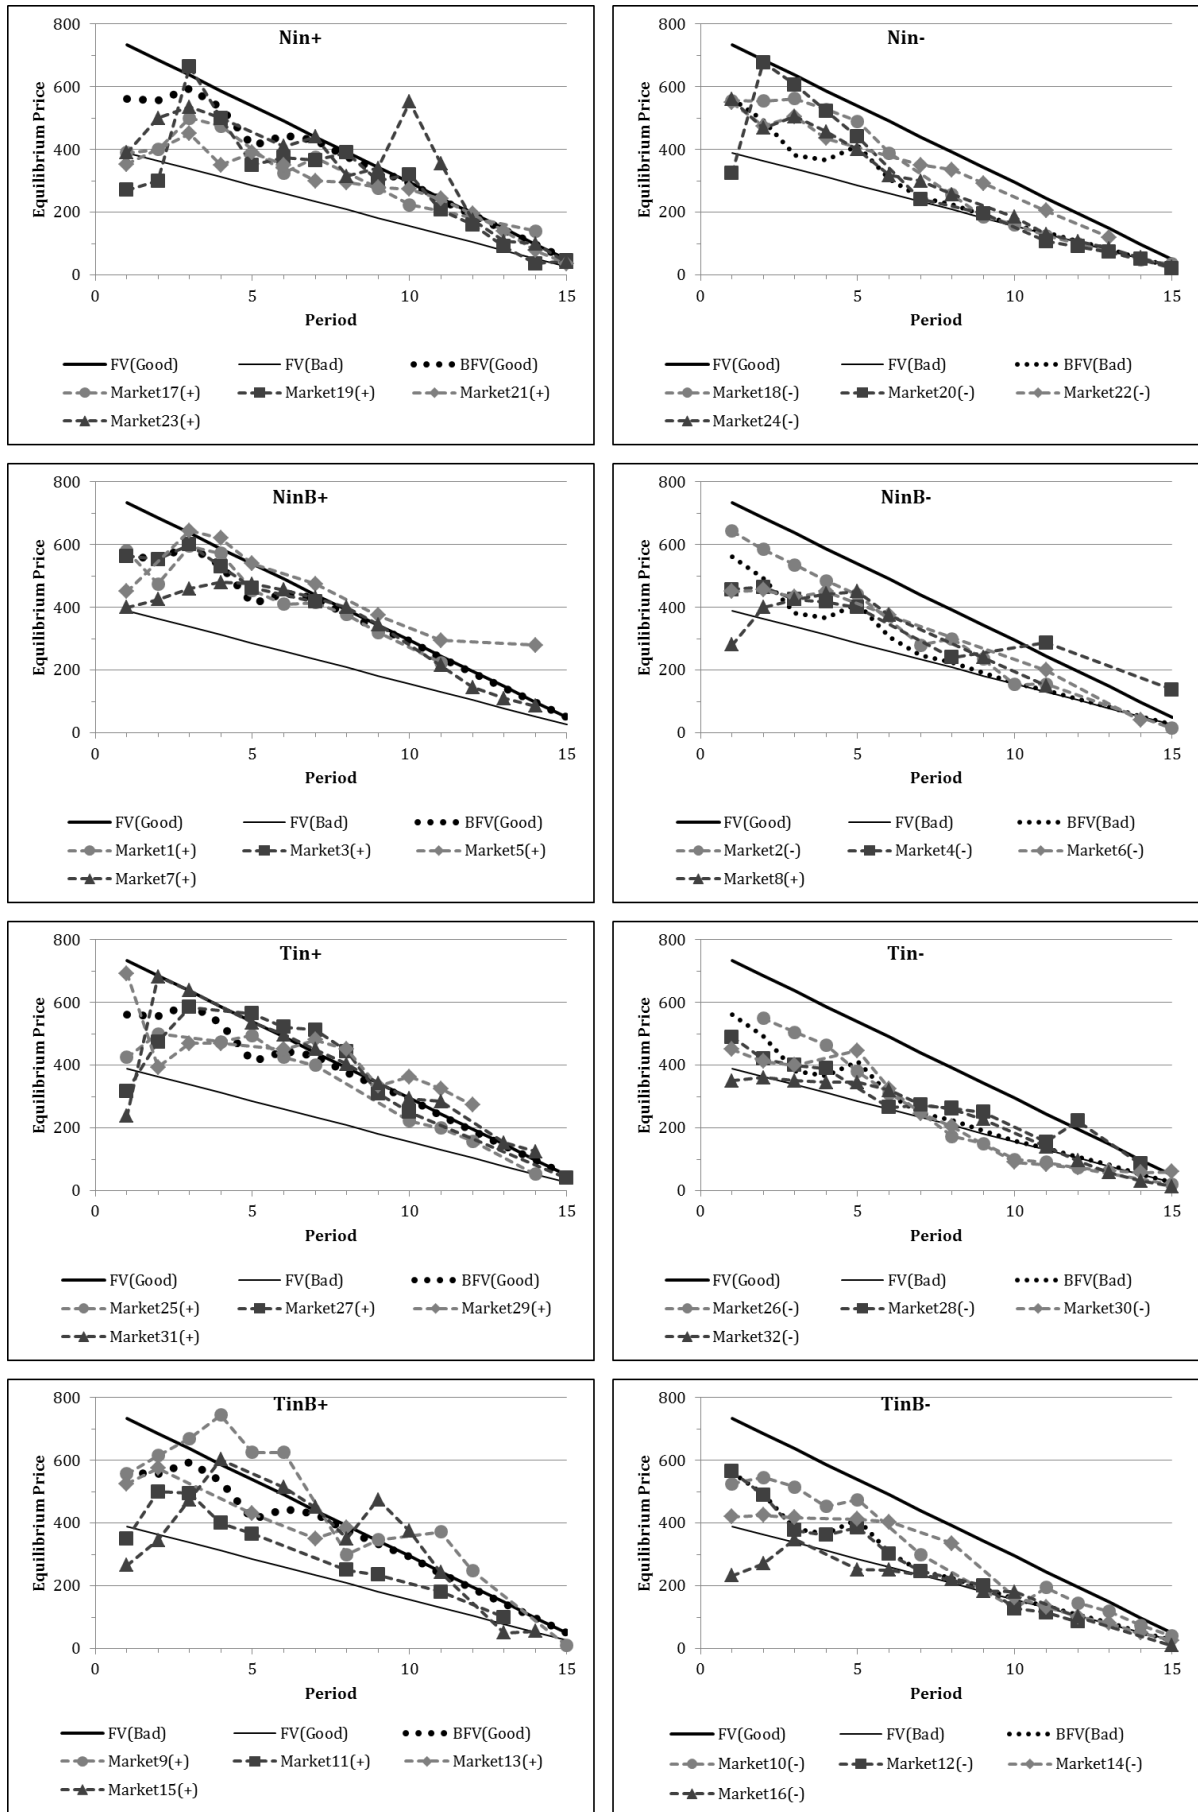 Nin+
Equilibrium Price
800
600
400
200
0
0 5 10 15
Period
FV(Good) FV(Bad) BFV(Good)
Market17(+) Market19(+) Market21(+)
Market23(+)
Nin-
Equilibrium Price
800
600
400
200
0
0 5 10 15
Period
FV(Good) FV(Bad) BFV(Bad)
Market18(-) Market20(-) Market22(-)
Market24(-)
NinB+
Equilibrium Price
800
600
400
200
0
0 5 10 15
Period
FV(Good) FV(Bad) BFV(Good)
Market1(+) Market3(+) Market5(+)
Market7(+)
NinB-
Equilibrium Price
800
600
400
200
0
0 5 10 15
Period
FV(Good) FV(Bad) BFV(Bad)
Market2(-) Market4(-) Market6(-)
Market8(+)
Tin+
Equilibrium Price
800
600
400
200
0
0 5 10 15
Period
FV(Good) FV(Bad) BFV(Good)
Market25(+) Market27(+) Market29(+)
Market31(+)
Tin-
Equilibrium Price
800
600
400
200
0
0 5 10 15
Period
FV(Good) FV(Bad) BFV(Bad)
Market26(-) Market28(-) Market30(-)
Market32(-)
TinB+
Equilibrium Price
800
600
400
200
0
0 5 10 15
Period
FV(Bad) FV(Good) BFV(Good)
Market9(+) Market11(+) Market13(+)
Market15(+)
TinB-
Equilibrium Price
800
600
400
200
0
0 5 10 15
Period
FV(Good) FV(Bad) BFV(Bad)
Market10(-) Market12(-) Market14(-)
Market16(-)